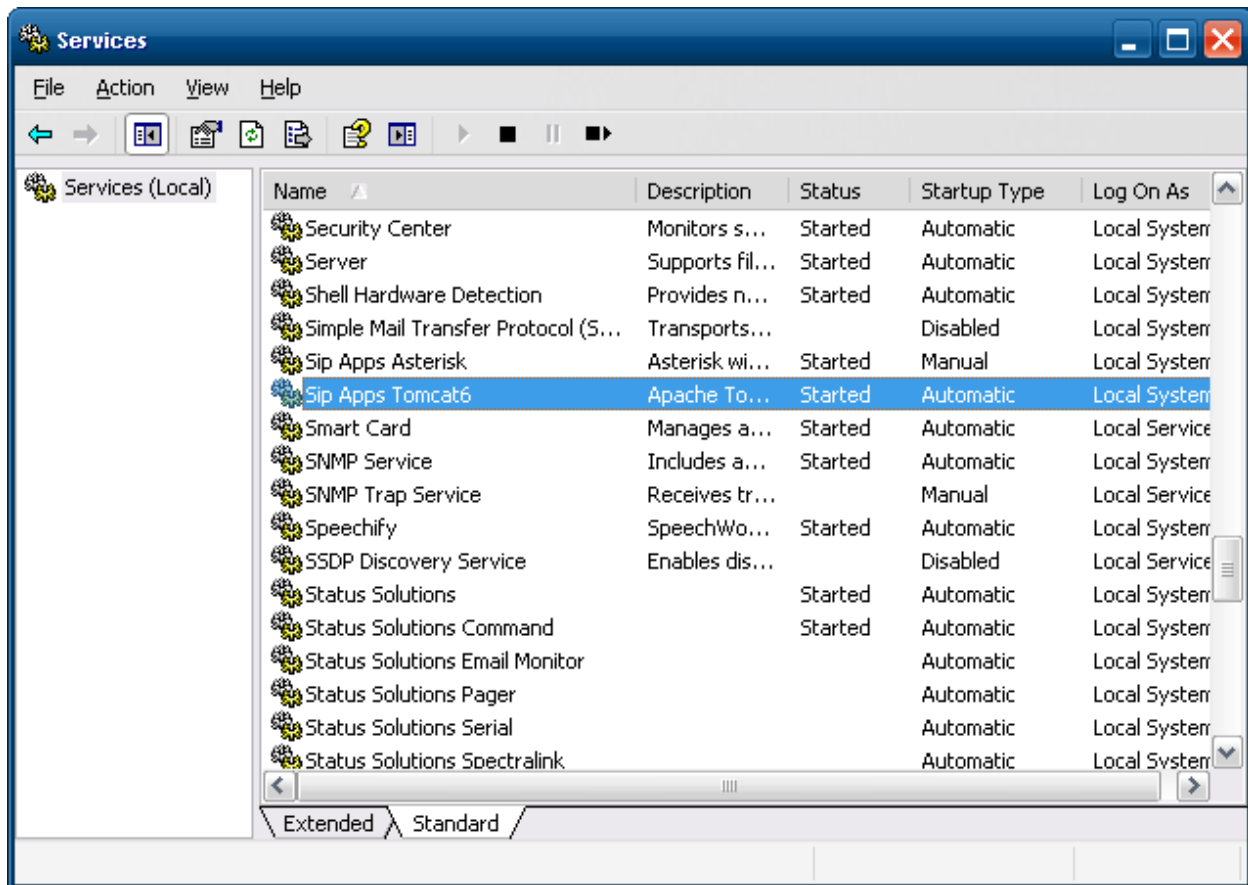 Services
File Action View Help
Services (Local)
Name Description Status Startup Type Log On As
Security Center Monitors s... Started Automatic Local System
Server Supports fil... Started Automatic Local System
Shell Hardware Detection Provides n... Started Automatic Local System
Simple Mail Transfer Protocol (S... Transports... Disabled Local System
Sip Apps Asterisk Asterisk wi... Started Manual Local System
Sip Apps Tomcat6 Apache To... Started Automatic Local System
Smart Card Manages a... Started Automatic Local Service
SNMP Service Includes a... Started Automatic Local System
SNMP Trap Service Receives tr... Manual Local Service
Speechify SpeechWo... Started Automatic Local System
SSDP Discovery Service Enables dis... Disabled Local Service
Status Solutions Started Automatic Local System
Status Solutions Command Started Automatic Local System
Status Solutions Email Monitor Automatic Local System
Status Solutions Pager Automatic Local System
Status Solutions Serial Automatic Local System
Status Solutions Spectralink Automatic Local System
Extended Standard